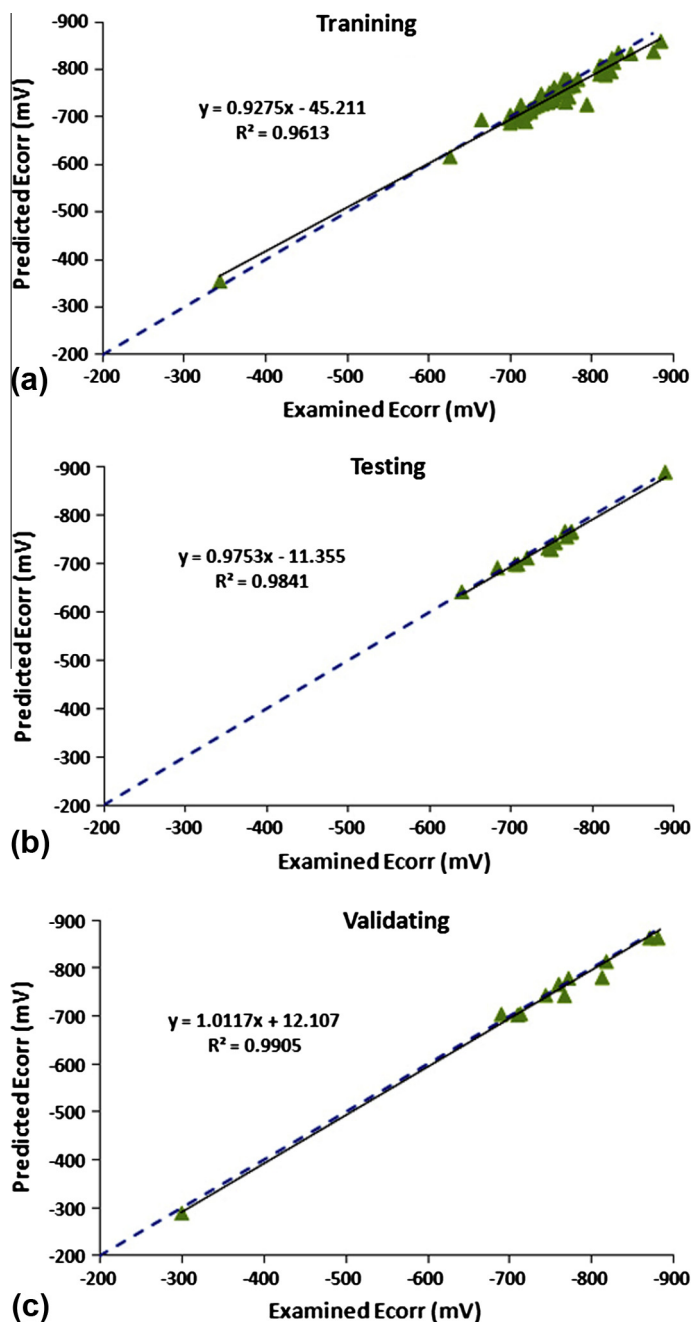 Tranining
y = 0.9275x - 45.211
R² = 0.9613
Predicted Ecorr (mV)
-900
-800
-700
-600
-500
-400
-300
-200
-200 -300 -400 -500 -600 -700 -800 -900
Examined Ecorr (mV)
(a)
Testing
y = 0.9753x - 11.355
R² = 0.9841
Predicted Ecorr (mV)
-900
-800
-700
-600
-500
-400
-300
-200
-200 -300 -400 -500 -600 -700 -800 -900
Examined Ecorr (mV)
(b)
Validating
y = 1.0117x + 12.107
R² = 0.9905
Predicted Ecorr (mV)
-900
-800
-700
-600
-500
-400
-300
-200
-200 -300 -400 -500 -600 -700 -800 -900
Examined Ecorr (mV)
(c)